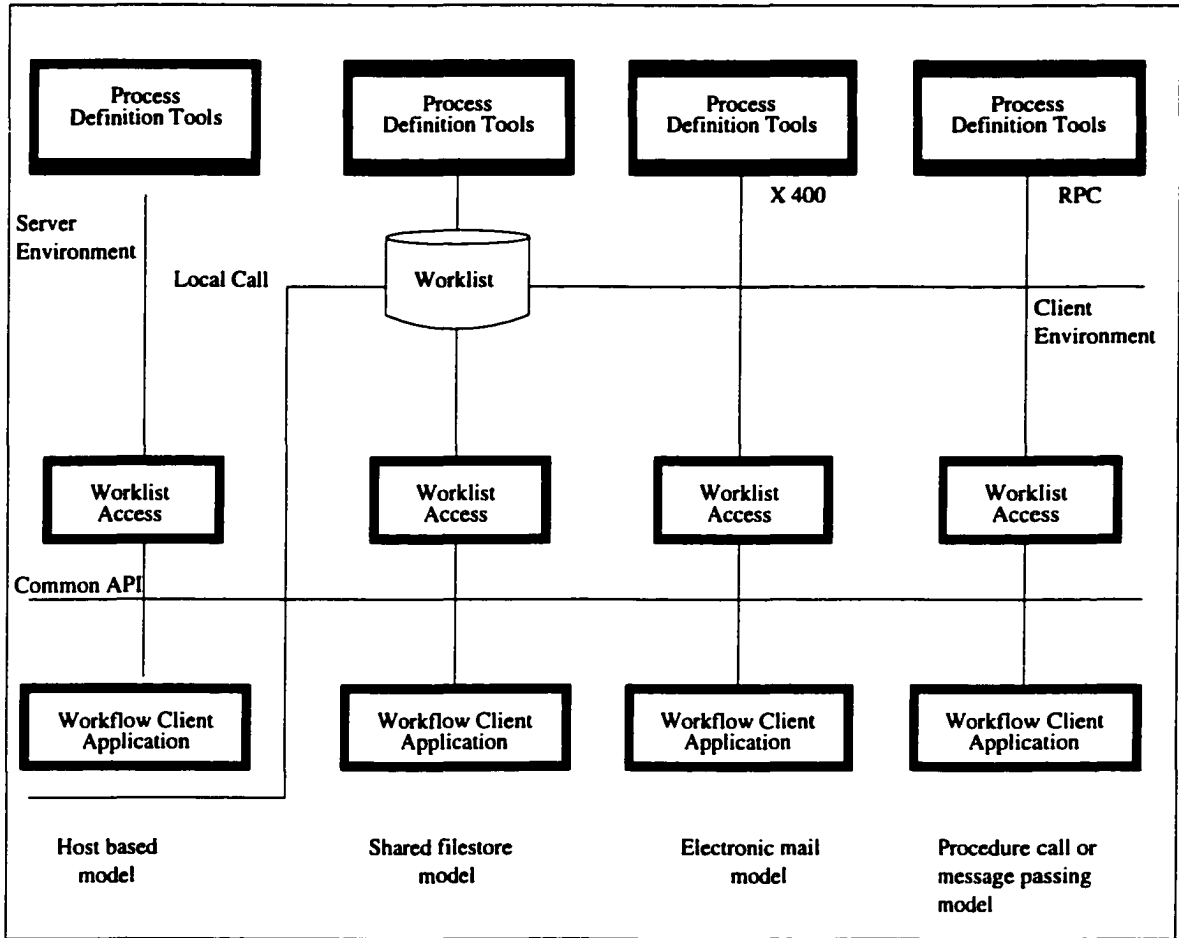 Process
Definition Tools
Process
Definition Tools
Process
Definition Tools
Process
Definition Tools
X 400
RPC
Server
Environment
Local Call
Worklist
Client
Environment
Worklist
Access
Worklist
Access
Worklist
Access
Worklist
Access
Common API
Workflow Client
Application
Workflow Client
Application
Workflow Client
Application
Workflow Client
Application
Host based
model
Shared filestore
model
Electronic mail
model
Procedure call or
message passing
model